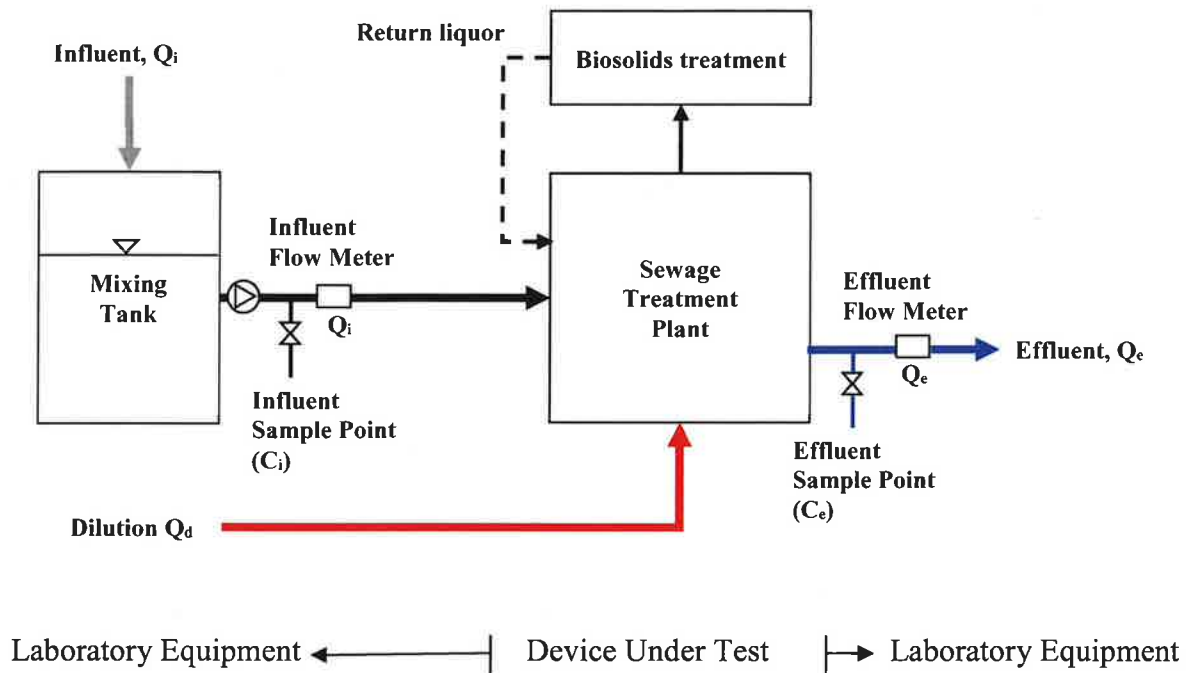 Return liquor
Biosolids treatment
Influent, Qi
Influent
Flow Meter
Qi
Mixing
Tank
Sewage
Treatment
Plant
Effluent
Flow Meter
Qe
Effluent, Qe
Influent
Sample Point
(Ci)
Effluent
Sample Point
(Ce)
Dilution Qd
Laboratory Equipment
Device Under Test
Laboratory Equipment